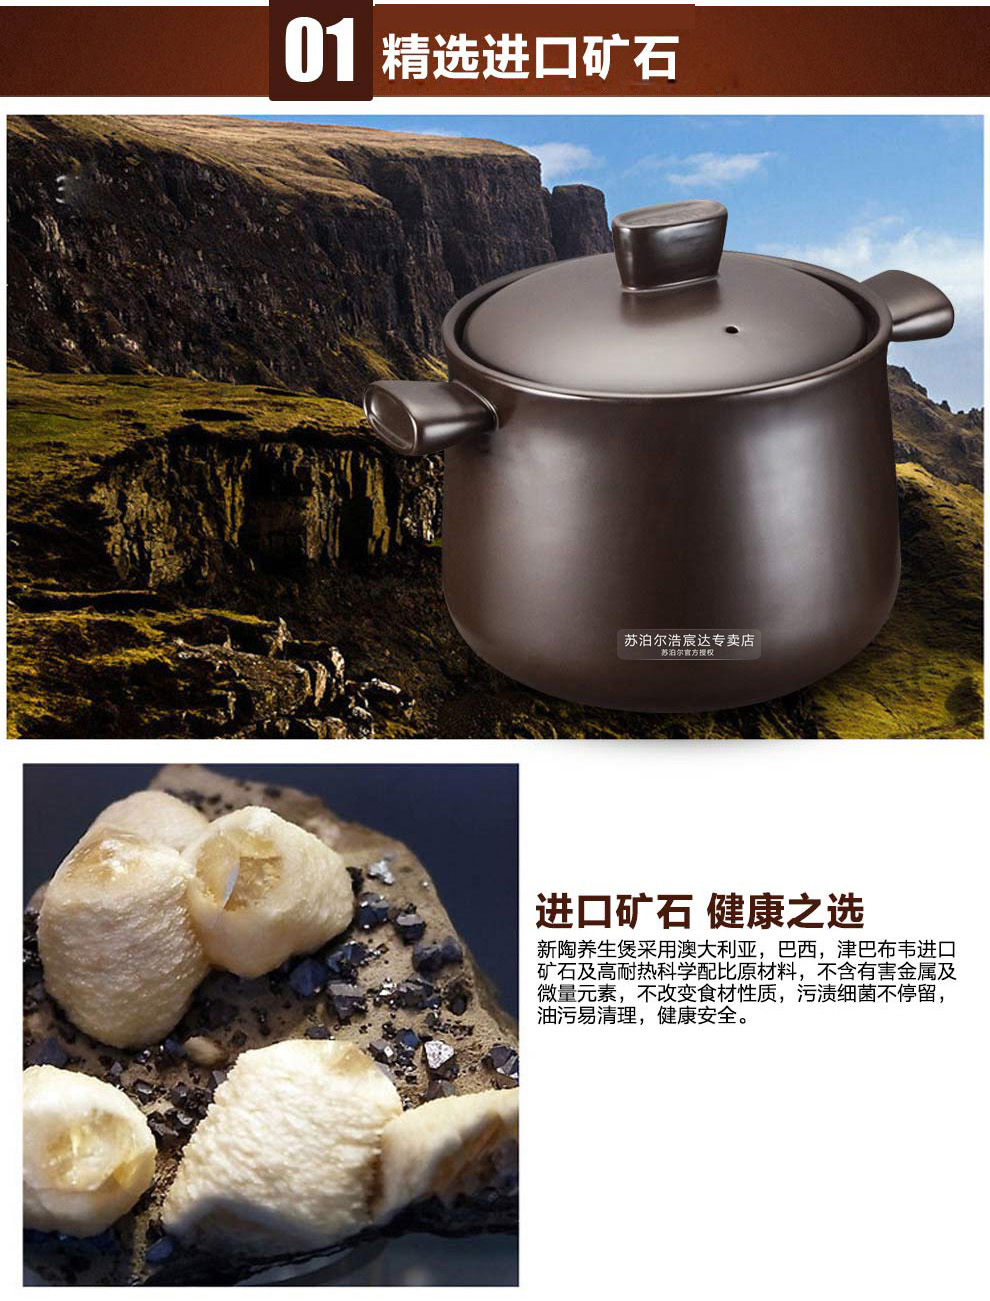 01 精选进口矿石
苏泊尔浩宸达专卖店
苏泊尔官方授权
进口矿石 健康之选
新陶养生煲采用澳大利亚，巴西，津巴布韦进口
矿石及高耐热科学配比原材料，不含有害金属及
微量元素，不改变食材性质，污渍细菌不停留，
油污易清理，健康安全。